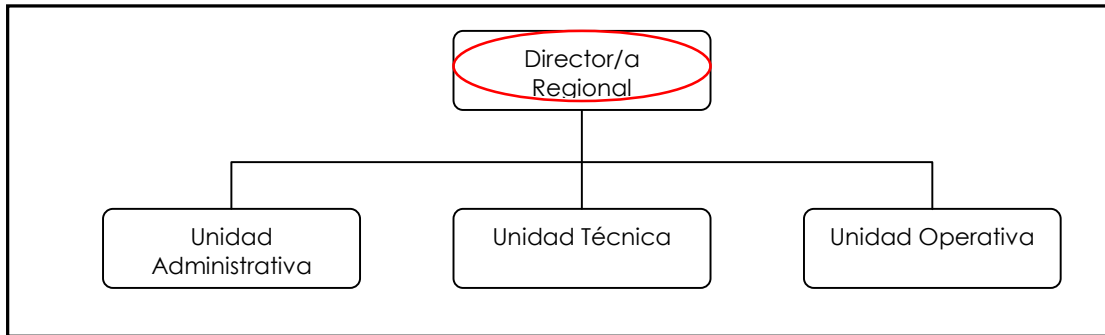 Director/a
Regional
Unidad
Administrativa
Unidad Técnica
Unidad Operativa